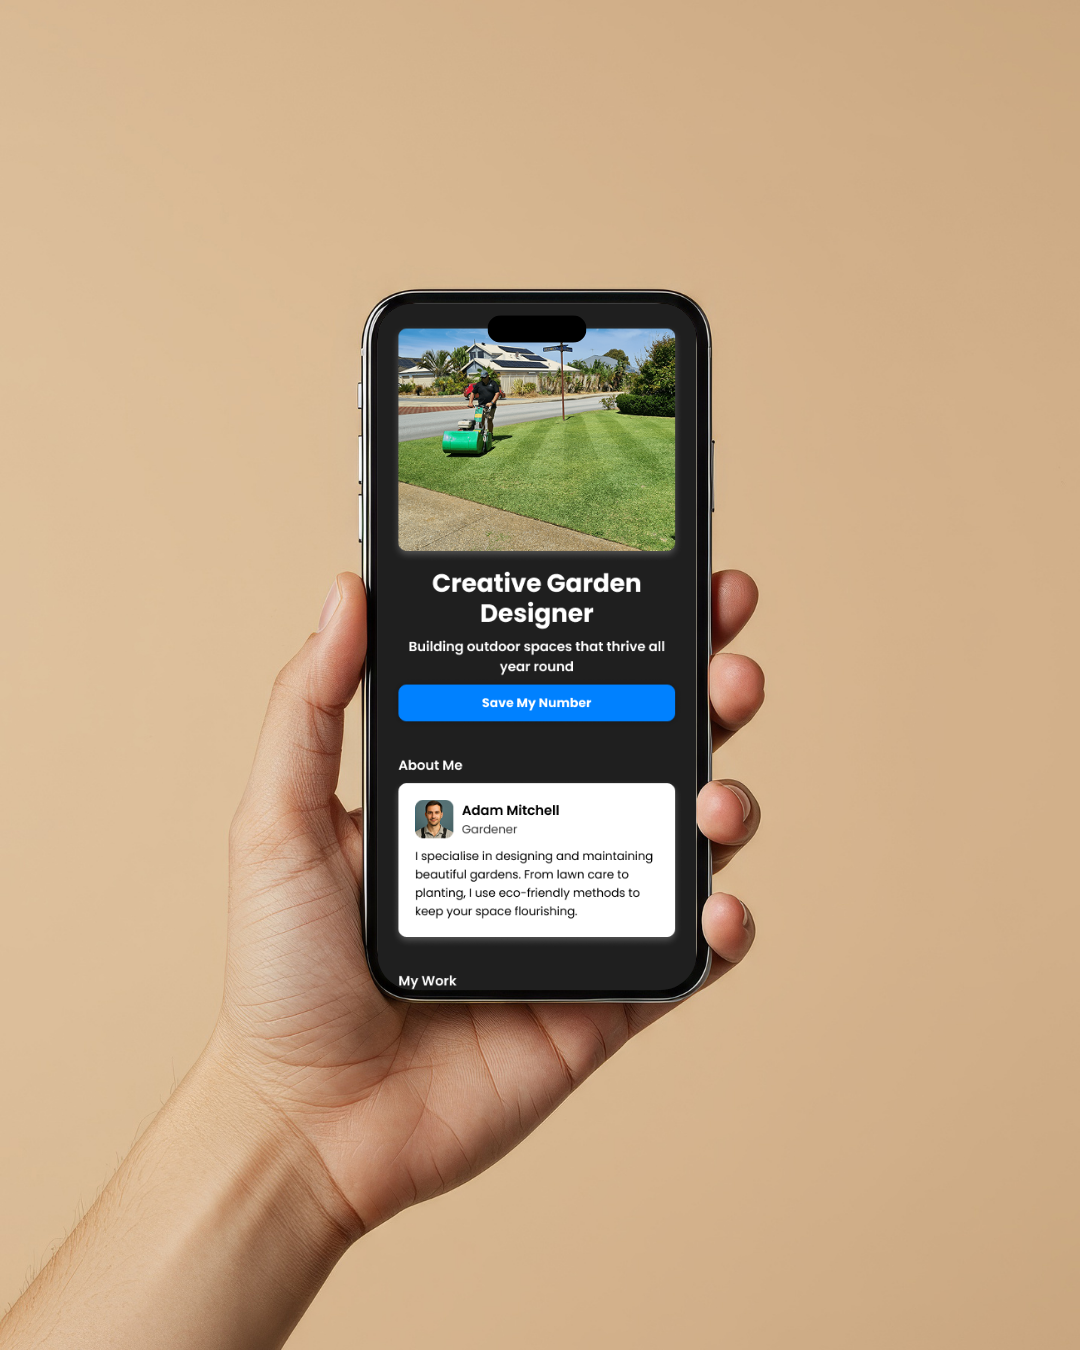 Creative Garden
Designer
Building outdoor spaces that thrive all
year round
Save My Number
About Me
Adam Mitchell
Gardener
I specialise in designing and maintaining
beautiful gardens. From lawn care to
planting, I use eco-friendly methods to
keep your space flourishing.
My Work